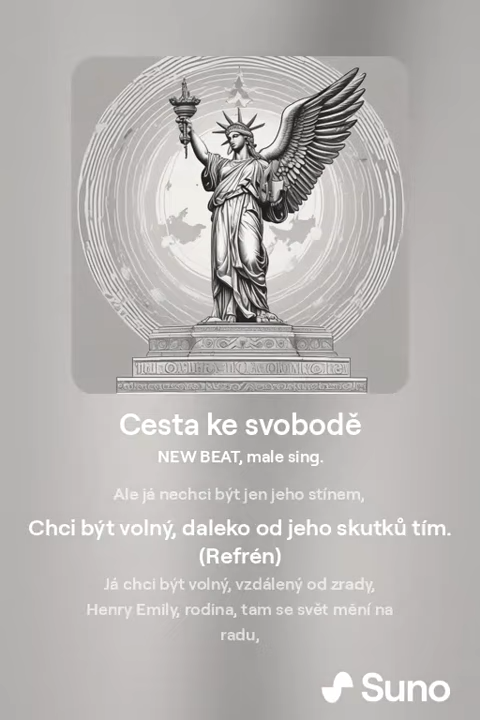 Cesta ke svobodě
NEW BEAT, male sing.
Ale já nechci být jen jeho stínem,
Chci být volný, daleko od jeho skutků tím.
(Refrén)
Já chci být volný, vzdálený od zrady,
Henry Emily, rodina, tam se svět mění na
radu,
Suno